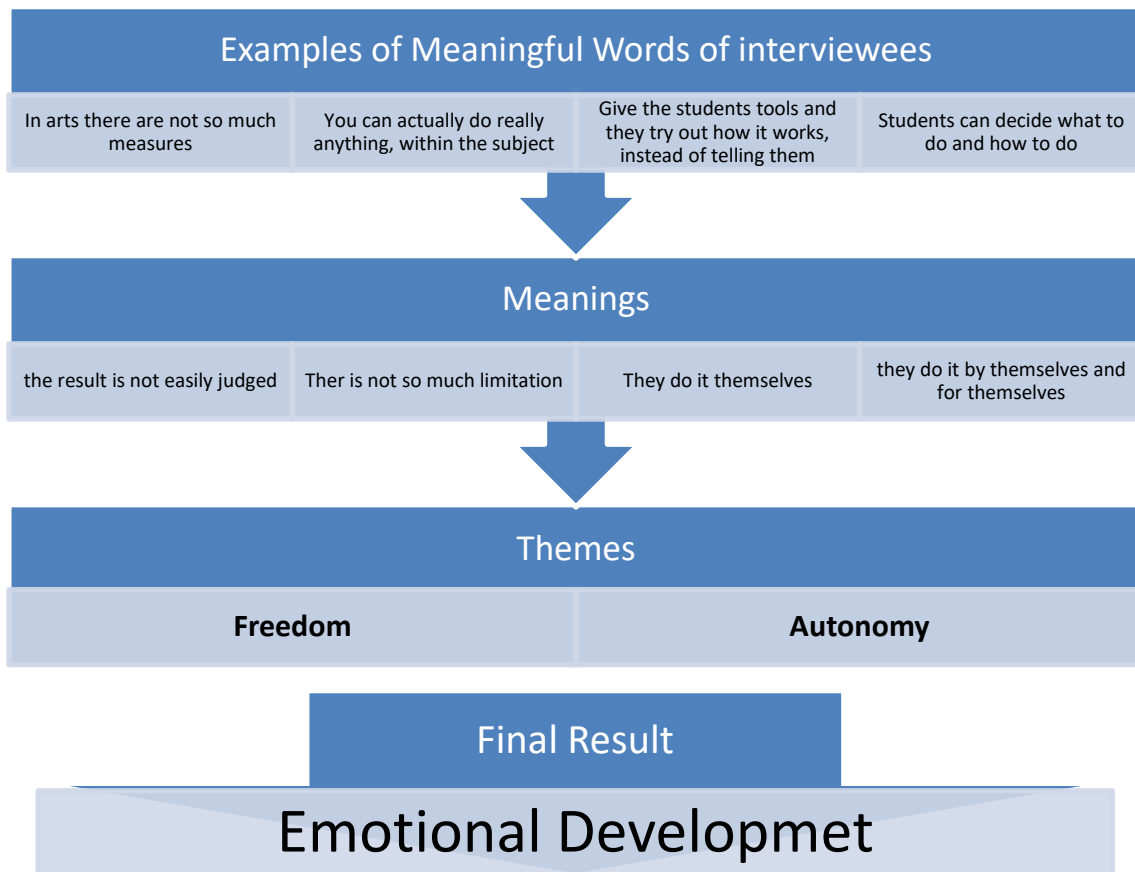 Examples of Meaningful Words of interviewees
In arts there are not so much
measures
You can actually do really
anything, within the subject
Give the students tools and
they try out how it works,
instead of telling them
Students can decide what to
do and how to do
Meanings
the result is not easily judged
Ther is not so much limitation
They do it themselves
they do it by themselves and
for themselves
Themes
Freedom
Autonomy
Final Result
Emotional Developmet